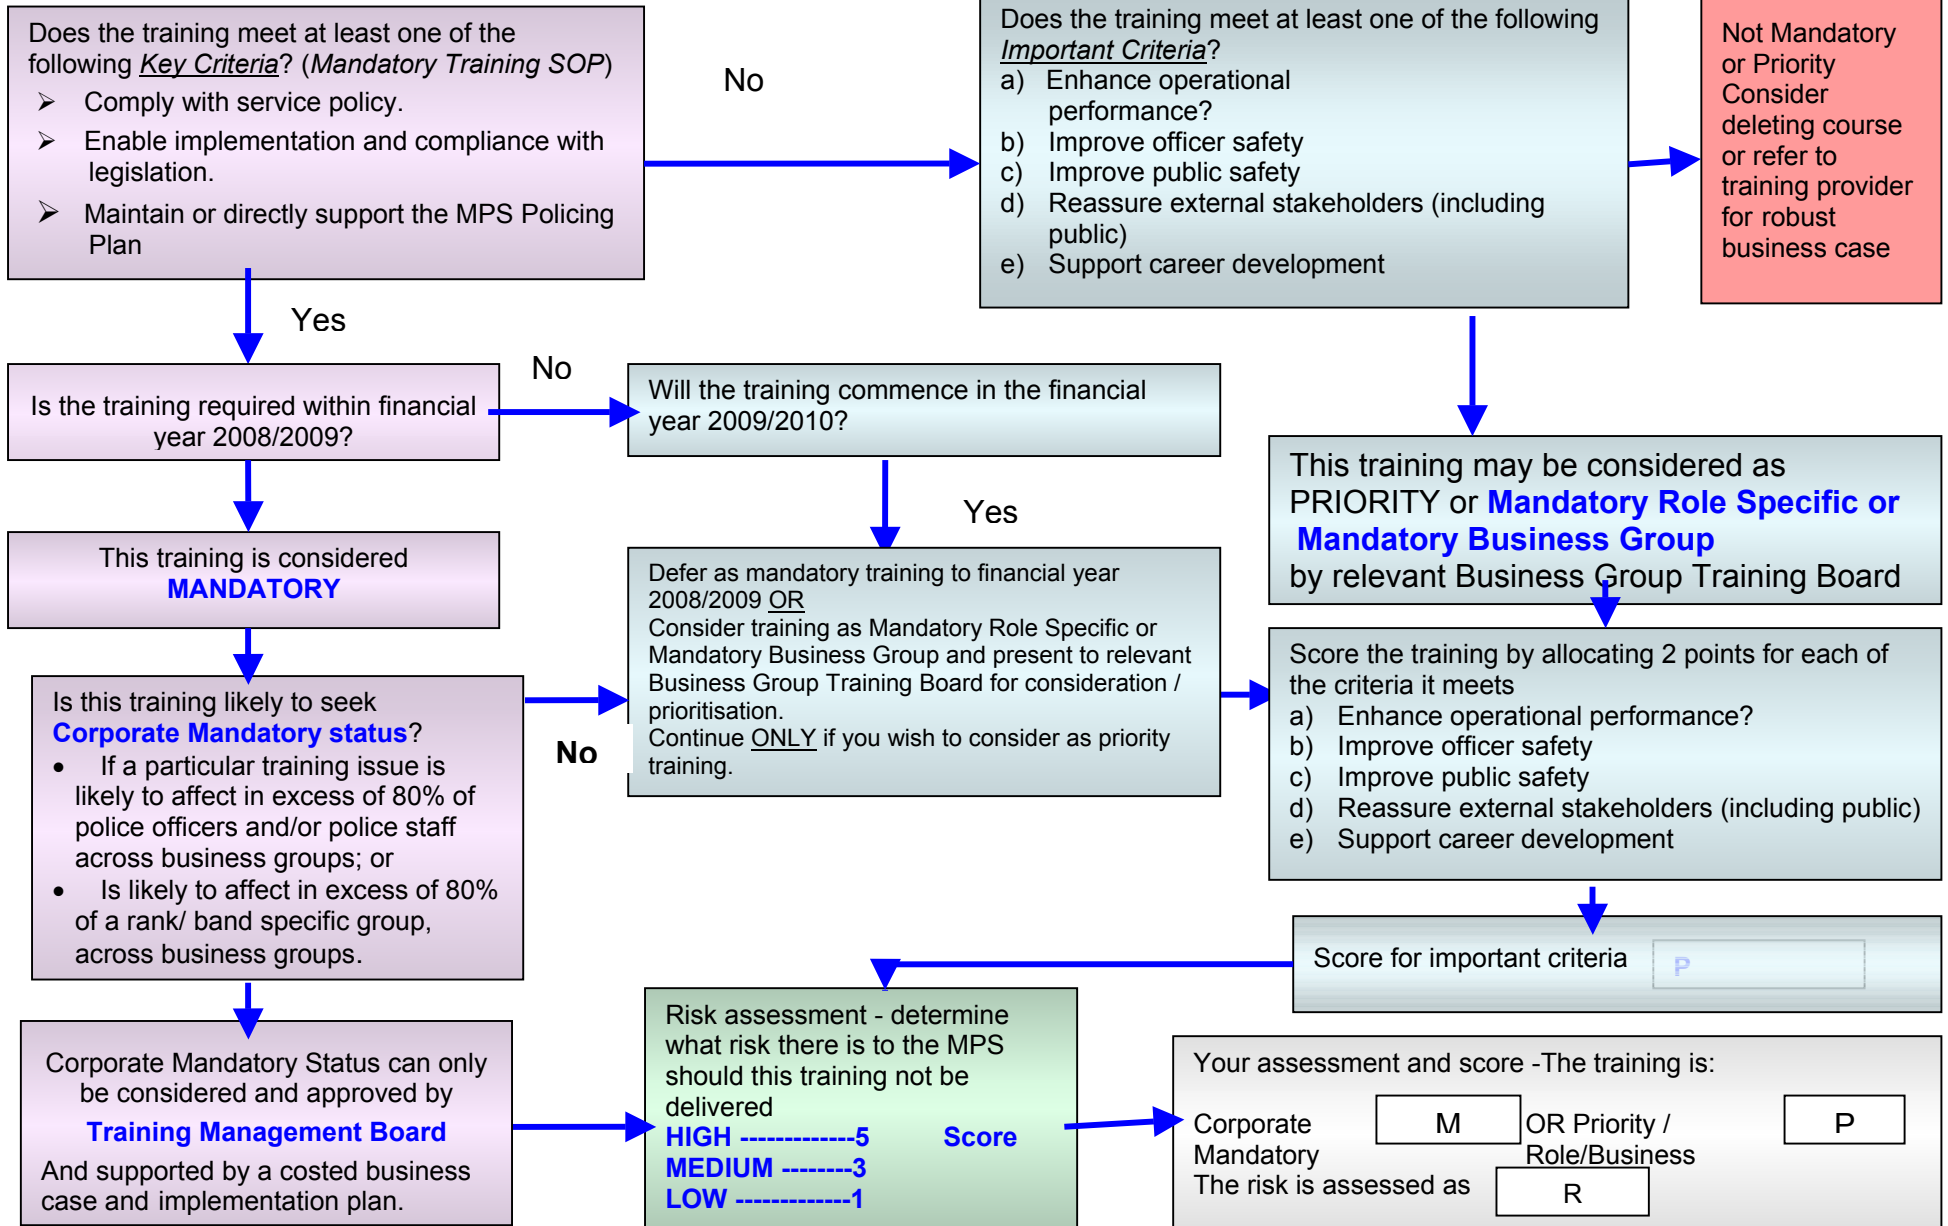 Does the training meet at least one of the
following Key Criteria? (Mandatory Training SOP)
➢ Comply with service policy.
➢ Enable implementation and compliance with
legislation.
➢ Maintain or directly support the MPS Policing
Plan
No
Does the training meet at least one of the following
Important Criteria?
a) Enhance operational
performance?
b) Improve officer safety
c) Improve public safety
d) Reassure external stakeholders (including
public)
e) Support career development
Not Mandatory
or Priority
Consider
deleting course
or refer to
training provider
for robust
business case
Yes
Is the training required within financial
year 2008/2009?
No
Will the training commence in the financial
year 2009/2010?
Yes
This training may be considered as
PRIORITY or Mandatory Role Specific or
Mandatory Business Group
by relevant Business Group Training Board
This training is considered
MANDATORY
Defer as mandatory training to financial year
2008/2009 OR
Consider training as Mandatory Role Specific or
Mandatory Business Group and present to relevant
Business Group Training Board for consideration /
prioritisation.
Continue ONLY if you wish to consider as priority
training.
Score the training by allocating 2 points for each of
the criteria it meets
a) Enhance operational performance?
b) Improve officer safety
c) Improve public safety
d) Reassure external stakeholders (including public)
e) Support career development
Is this training likely to seek
Corporate Mandatory status?
• If a particular training issue is
likely to affect in excess of 80% of
police officers and/or police staff
across business groups; or
• Is likely to affect in excess of 80%
of a rank/ band specific group,
across business groups.
No
Score for important criteria P
Corporate Mandatory Status can only
be considered and approved by
Training Management Board
And supported by a costed business
case and implementation plan.
Risk assessment - determine
what risk there is to the MPS
should this training not be
delivered
HIGH -------------5 Score
MEDIUM --------3
LOW -------------1
Your assessment and score -The training is:
Corporate M OR Priority / P
Mandatory Role/Business
The risk is assessed as R